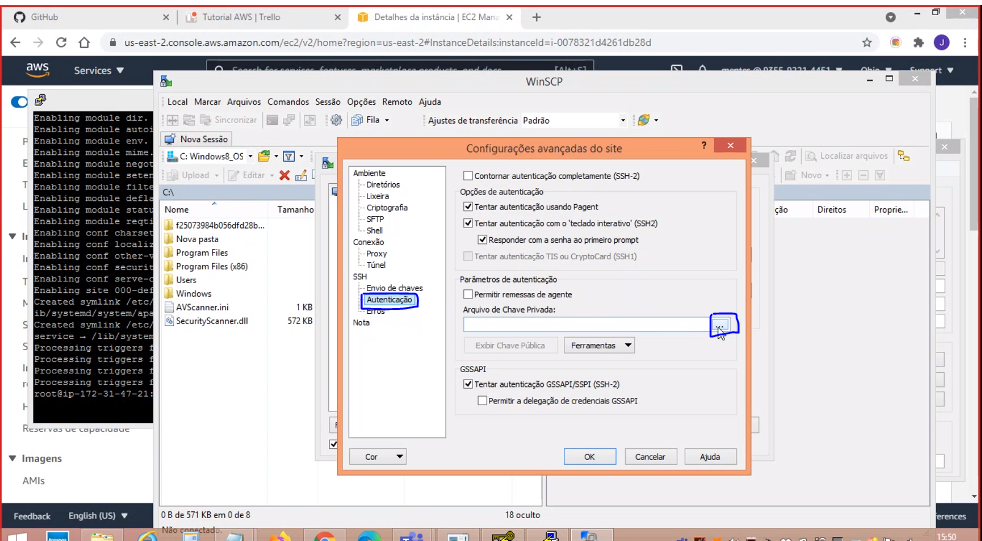 GitHub
Tutorial AWS | Trello
Detalhes da instância | EC2 Mana
us-east-2.console.aws.amazon.com/ec2/v2/home?region=us-east-2#InstanceDetails:instanceId=i-0078321d4261db28d
aws Services
WinSCP
Local Marcar Arquivos Comandos Sessão Opções Remoto Ajuda
Sincronizar Fila Ajustes de transferência Padrão
Nova Sessão
C: Windows8_OS
Localizar arquivos
Upload Editar
Novo
C:\
Nome Tamanho
Direitos Proprie...
f25073984b056dfd28b...
Nova pasta
Program Files
Program Files (x86)
Users
Windows
AVScanner.ini 1 KB
SecurityScanner.dll 572 KB
Enabling module dir.
Enabling module autoi
Enabling module env.
Enabling module mime.
Enabling module negot
Enabling module seten
Enabling module filte
Enabling module defla
Enabling module statu
Enabling module reqti
Enabling conf charset
Enabling conf localiz
Enabling conf other-v
Enabling conf securit
Enabling conf serve-c
Enabling site 000-def
Created symlink /etc/
ib/systemd/system/apa
Created symlink /etc/
service → /lib/system
Processing triggers f
Processing triggers f
Processing triggers f
Processing triggers f
root@ip-172-31-47-21:
Configurações avançadas do site
Ambiente
Diretórios
Lixeira
Criptografia
SFTP
Shell
Conexão
Proxy
Túnel
SSH
Envio de chaves
Autenticação
Erros
Nota
Contornar autenticação completamente (SSH-2)
Opções de autenticação
Tentar autenticação usando Pagent
Tentar autenticação com o 'teclado interativo' (SSH2)
Responder com a senha ao primeiro prompt
Tentar autenticação TIS ou CryptoCard (SSH1)
Parâmetros de autenticação
Permitir remessas de agente
Arquivo de Chave Privada:
...
Exibir Chave Pública Ferramentas
GSSAPI
Tentar autenticação GSSAPI/SSPI (SSH-2)
Permitir a delegação de credenciais GSSAPI
Cor OK Cancelar Ajuda
Reservas de capacidade
Imagens
AMIs
0 B de 571 KB em 0 de 8 18 oculto
Não conectado.
Feedback English (US)
15:50